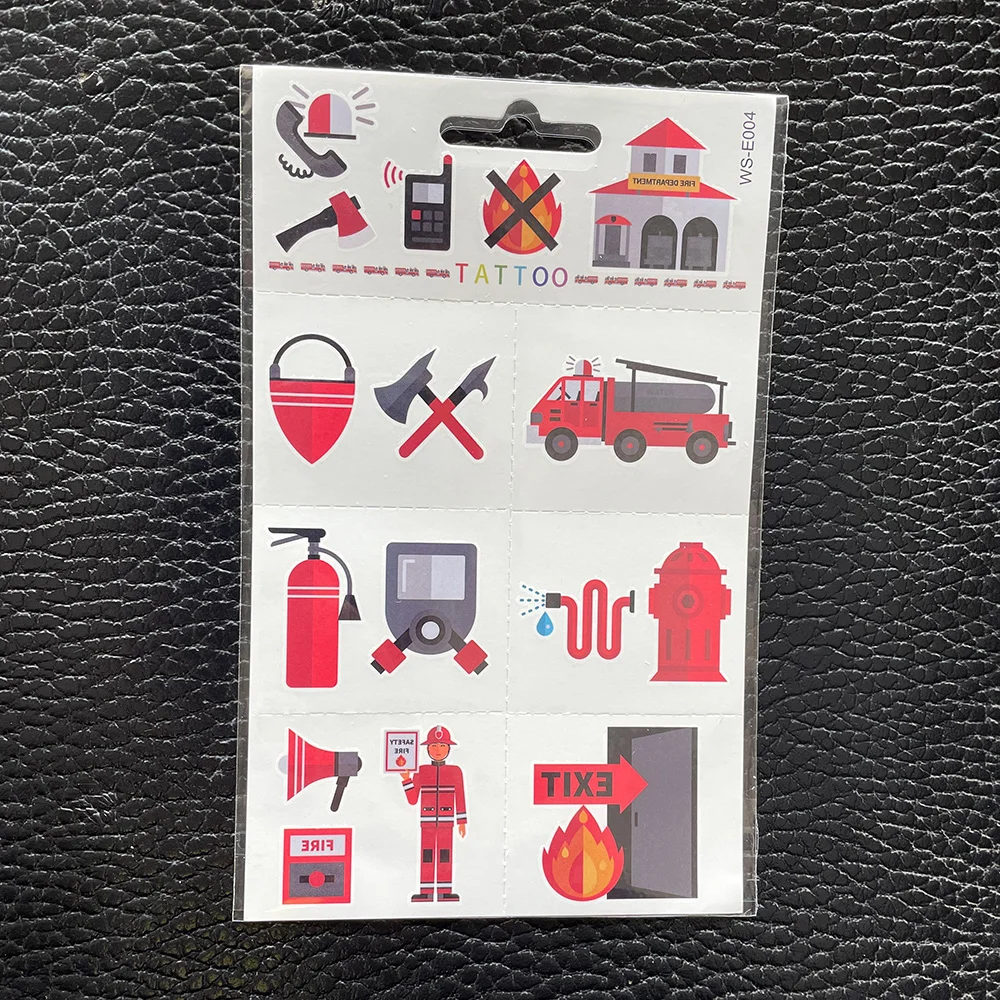 WS-E004
FIRE DEPARTMENT
TATTOO
SAFETY
FIRE
EXIT
FIRE